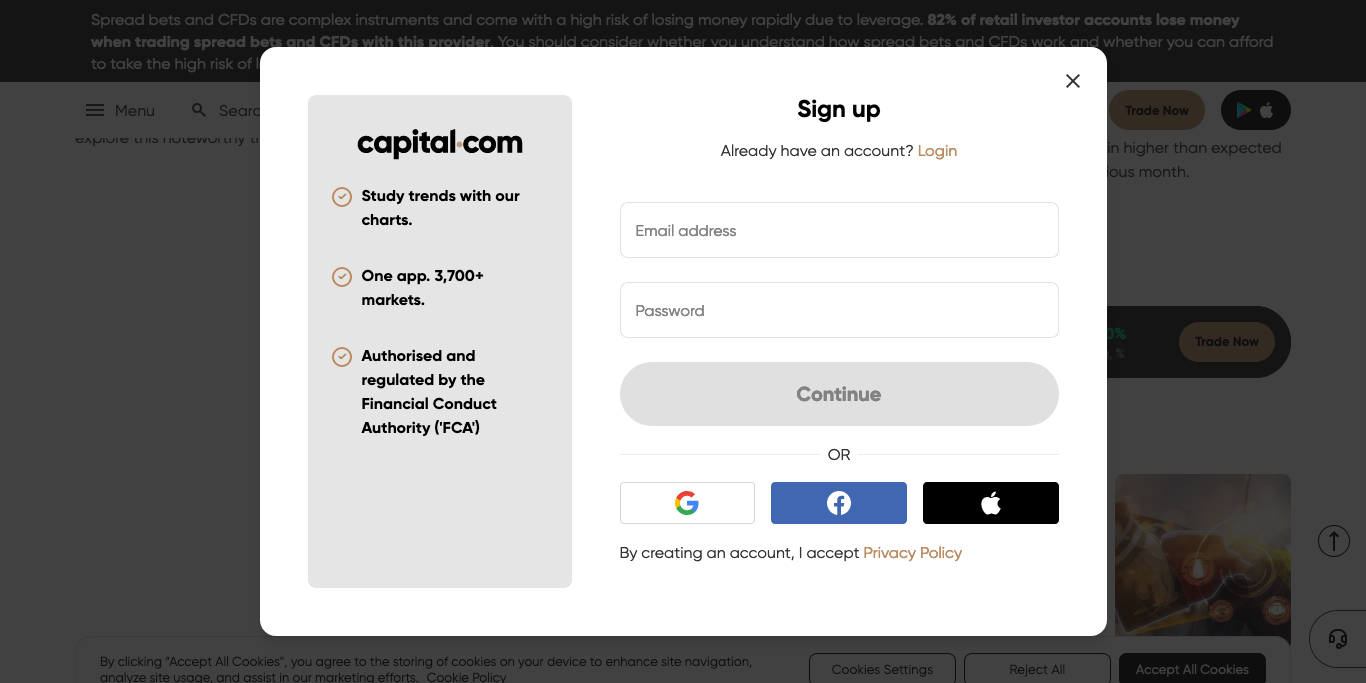 Spread bets and CFDs are complex instruments and come with a high risk of losing money rapidly due to leverage. 82% of retail investor accounts lose money
when trading spread bets and CFDs with this provider. You should consider whether you understand how spread bets and CFDs work and whether you can afford
to take the high risk of
Menu
Trade Now
explore this noteworthy
in higher than expected
ious month.
capital.com
Study trends with our
charts.
One app. 3,700+
markets.
Authorised and
regulated by the
Financial Conduct
Authority ('FCA')
Sign up
Already have an account? Login
Email address
Password
Continue
OR
By creating an account, I accept Privacy Policy
0%
%
Trade Now
By clicking “Accept All Cookies”, you agree to the storing of cookies on your device to enhance site navigation,
analyze site usage, and assist in our marketing efforts. Cookie Policy
Cookies Settings
Reject All
Accept All Cookies